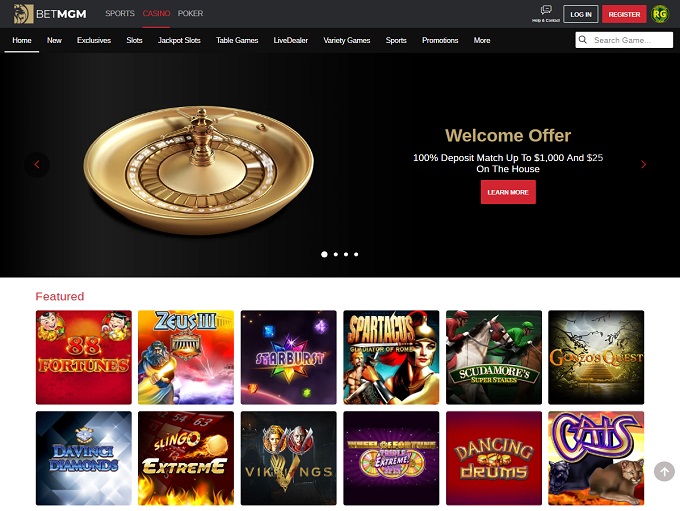 BETMGM
SPORTS CASINO POKER
Help & Contact
LOG IN
REGISTER
RG
Home New Exclusives Slots Jackpot Slots Table Games LiveDealer Variety Games Sports Promotions More
Search Game...
Welcome Offer
100% Deposit Match Up To $1,000 And $25
On The House
LEARN MORE
Featured
88
FORTUNES
ZEUS III
STARBURST
SPARTACUS
GLADIATOR OF ROME
SCUDAMORE'S
SUPER STAKES
GONZO'S QUEST
DAVINCI
DIAMONDS
SLINGO
EXTREME
VIKINGS
WHEEL OF FORTUNE
TRIPLE
EXTREME
SPIN
DANCING
DRUMS
CATS